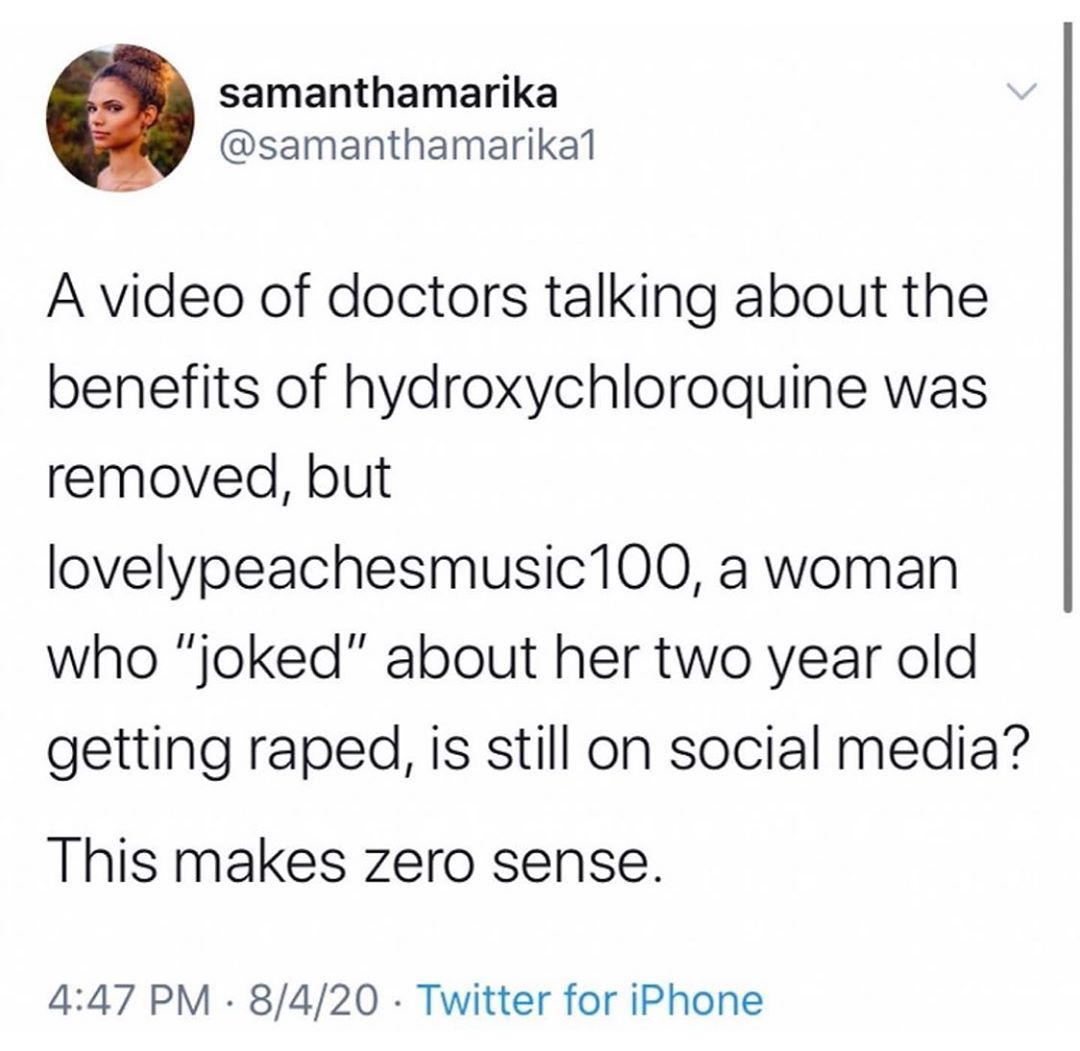 samanthamarika
@samanthamarika1
A video of doctors talking about the
benefits of hydroxychloroquine was
removed, but
lovelypeachesmusic100, a woman
who “joked” about her two year old
getting raped, is still on social media?
This makes zero sense.
4:47 PM · 8/4/20 · Twitter for iPhone